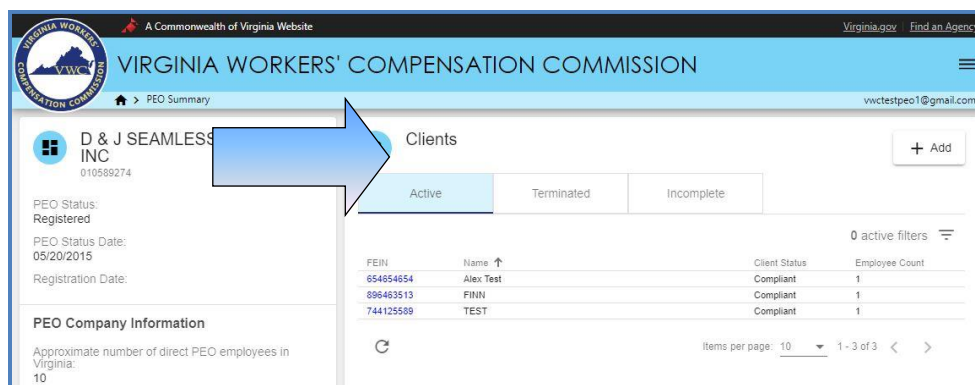 A Commonwealth of Virginia Website
Virginia.gov
Find an Agency
VIRGINIA WORKERS' COMPENSATION COMMISSION
VIRGINIA WORKERS'
COMPENSATION COMMISSION
VWC
> PEO Summary
vwctestpeo1@gmail.com
D & J SEAMLESS
INC
010589274
PEO Status:
Registered
PEO Status Date:
05/20/2015
Registration Date:
PEO Company Information
Approximate number of direct PEO employees in
Virginia:
10
Clients
+ Add
Active Terminated Incomplete
0 active filters
FEIN Name Client Status Employee Count
654654654 Alex Test Compliant 1
896463513 FINN Compliant 1
744125589 TEST Compliant 1
Items per page: 10 1 - 3 of 3 < >